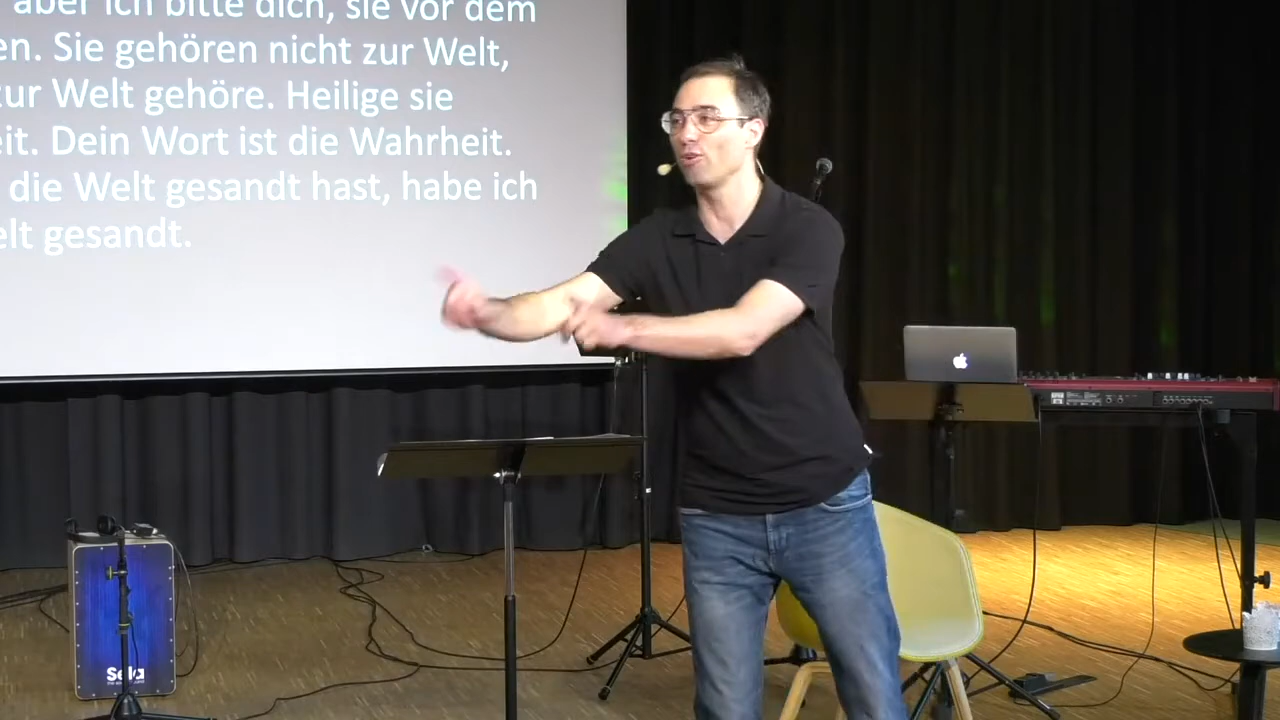 aber ich bitte dich, sie vor dem
en. Sie gehören nicht zur Welt,
zur Welt gehöre. Heilige sie
eit. Dein Wort ist die Wahrheit.
die Welt gesandt hast, habe ich
elt gesandt.
Sela